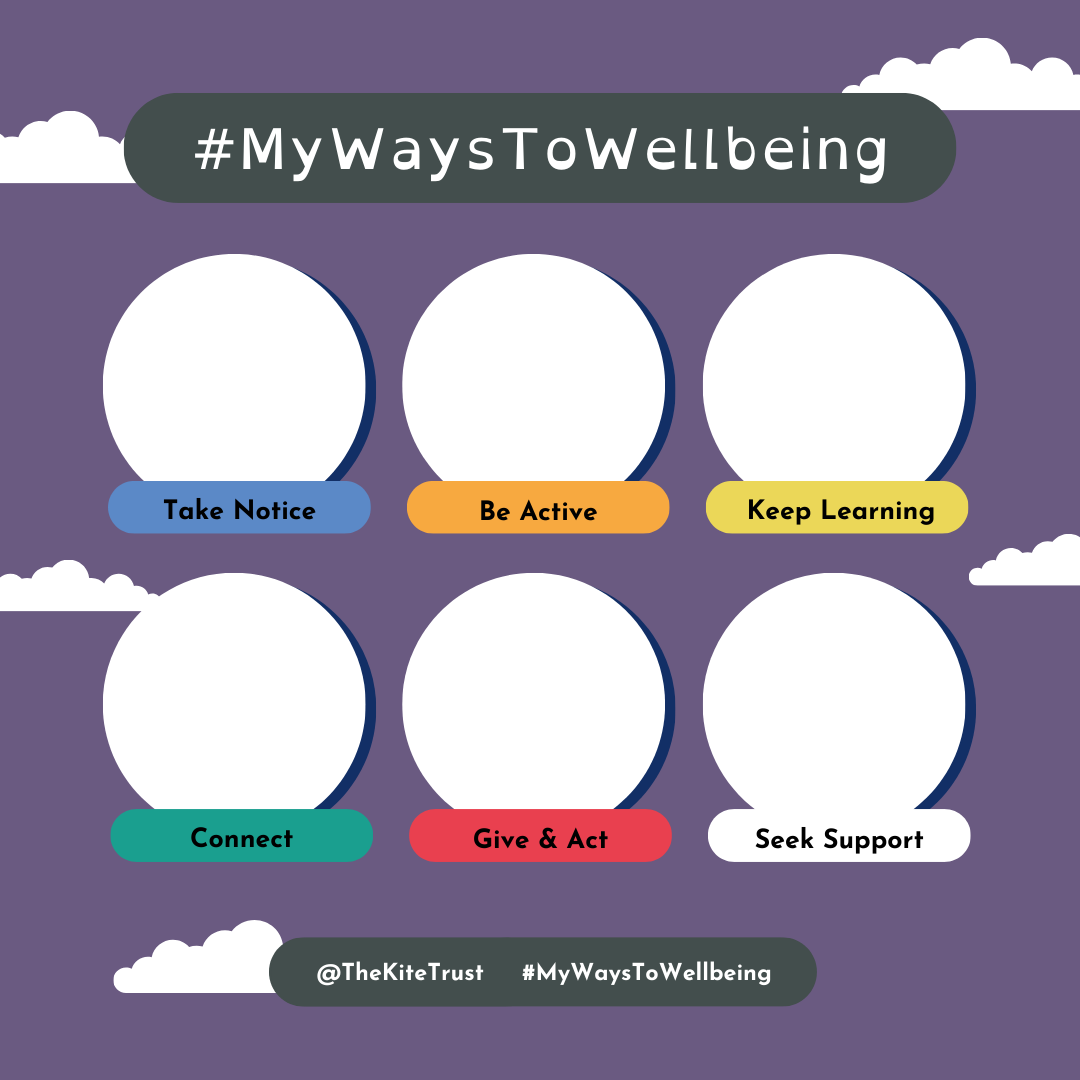 #MyWaysToWellbeing
Take Notice
Be Active
Keep Learning
Connect
Give & Act
Seek Support
@TheKiteTrust #MyWaysToWellbeing